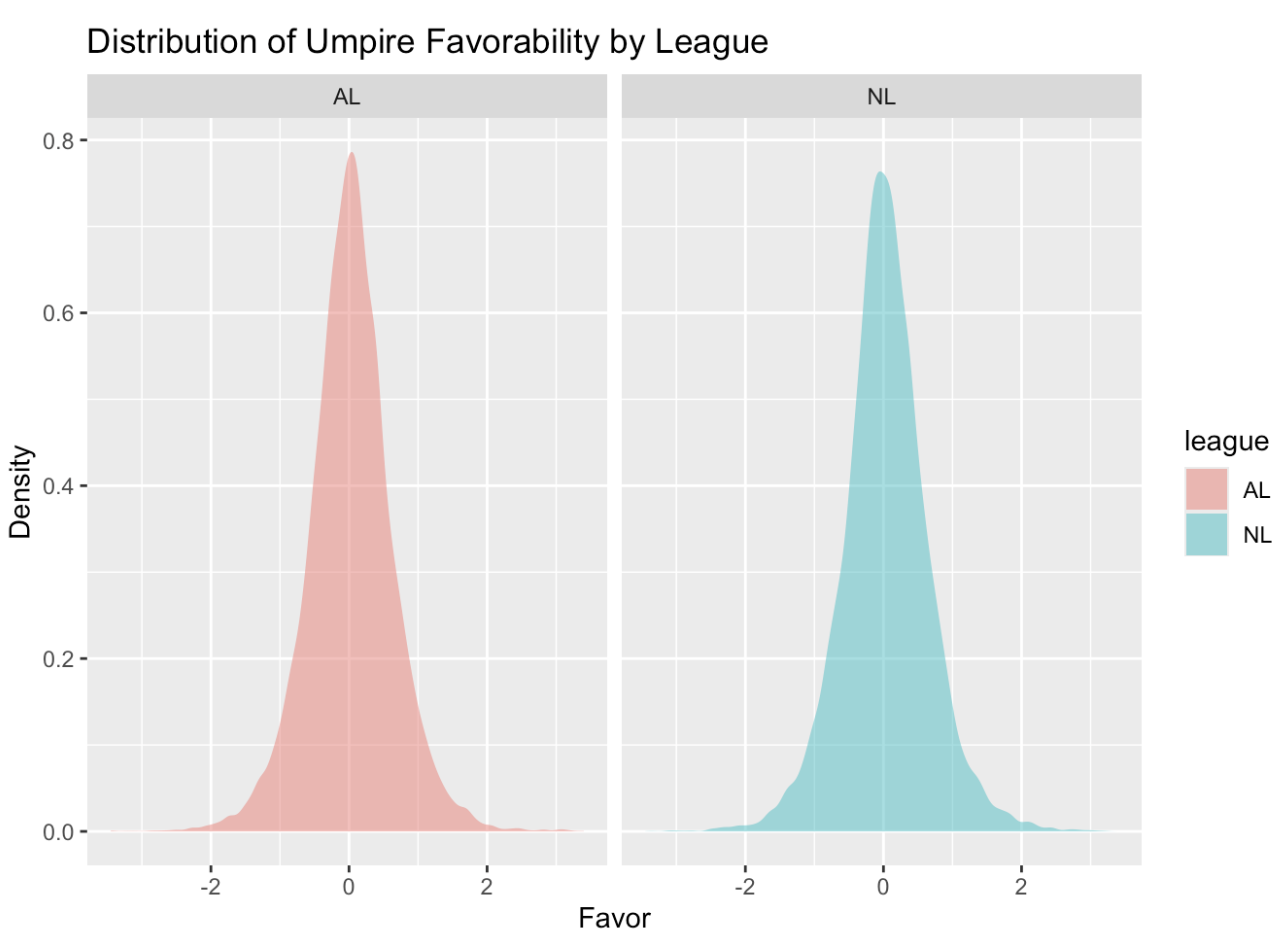 Distribution of Umpire Favorability by League
AL
NL
0.8
0.6
0.4
0.2
0.0
Density
-2 0 2
-2 0 2
Favor
league
AL
NL